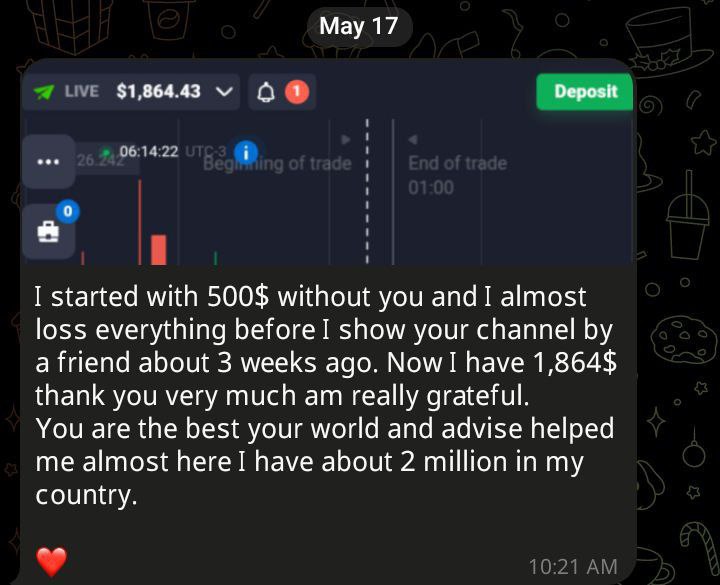 May 17
LIVE $1,864.43 1 Deposit
06:14:22 UTC-3 i
26.242 Beginning of trade End of trade
01:00
0
I started with 500$ without you and I almost
loss everything before I show your channel by
a friend about 3 weeks ago. Now I have 1,864$
thank you very much am really grateful.
You are the best your world and advise helped
me almost here I have about 2 million in my
country.
10:21 AM